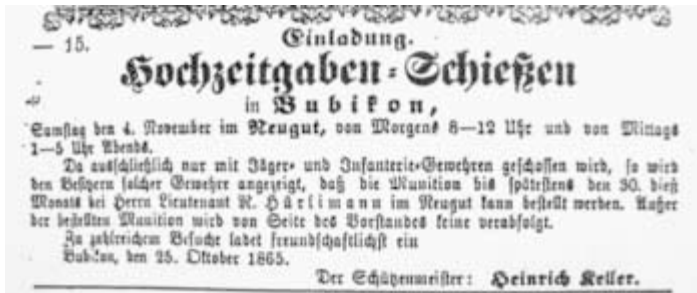 — 15.
Einladung.
Hochzeitgaben-Schießen
in Bubikon,
Samstag den 4. November im Neugut, von Morgens 8—12 Uhr und von Mittags
1—5 Uhr Abends.
Da ausschließlich nur mit Jäger- und Infanterie-Gewehren geschossen wird, so wird
den Besitzern solcher Gewehre angezeigt, daß die Munition bis spätestens den 30. dieß
Monats bei Herrn Lieutenant R. Hürlimann im Neugut kann bestellt werden. Außer
der bestellten Munition wird von Seite des Vorstandes keine verabfolgt.
Zu zahlreichem Besuche ladet freundschaftlichst ein
Bubikon, den 25. Oktober 1865.
Der Schützenmeister: Heinrich Keller.